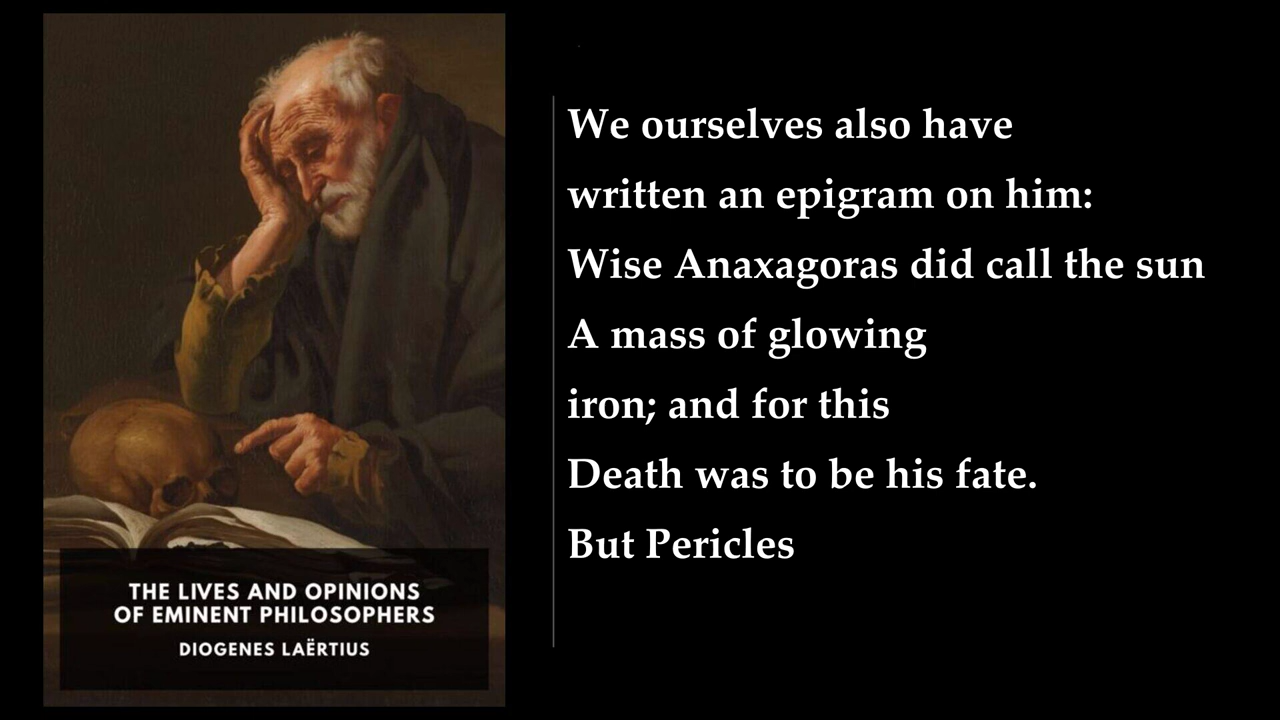 We ourselves also have
written an epigram on him:
Wise Anaxagoras did call the sun
A mass of glowing
iron; and for this
Death was to be his fate.
But Pericles
THE LIVES AND OPINIONS
OF EMINENT PHILOSOPHERS
DIOGENES LAËRTIUS